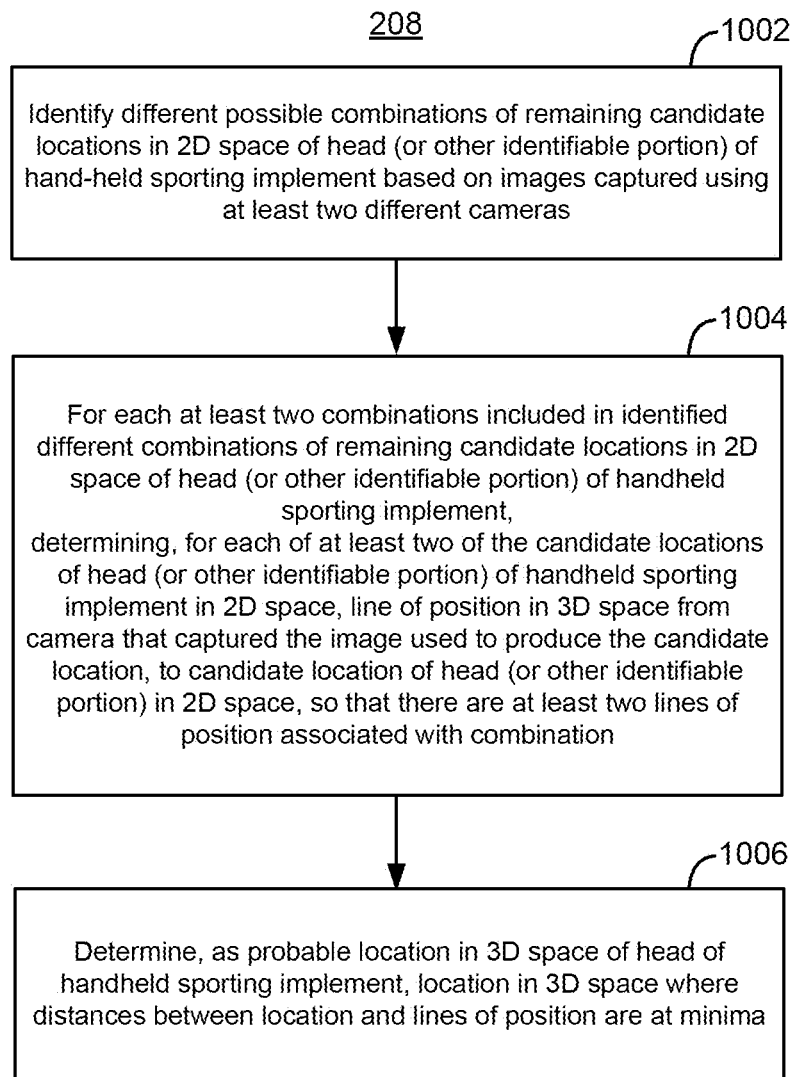 208
1002
Identify different possible combinations of remaining candidate
locations in 2D space of head (or other identifiable portion) of
hand-held sporting implement based on images captured using
at least two different cameras
1004
For each at least two combinations included in identified
different combinations of remaining candidate locations in 2D
space of head (or other identifiable portion) of handheld
sporting implement,
determining, for each of at least two of the candidate locations
of head (or other identifiable portion) of handheld sporting
implement in 2D space, line of position in 3D space from
camera that captured the image used to produce the candidate
location, to candidate location of head (or other identifiable
portion) in 2D space, so that there are at least two lines of
position associated with combination
1006
Determine, as probable location in 3D space of head of
handheld sporting implement, location in 3D space where
distances between location and lines of position are at minima